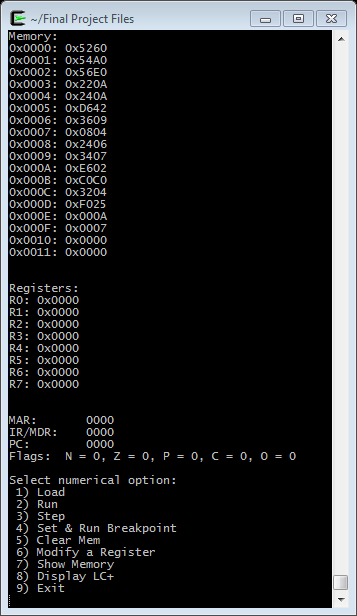 ~/Final Project Files
Memory:
0x0000: 0x5260
0x0001: 0x54A0
0x0002: 0x56E0
0x0003: 0x220A
0x0004: 0x240A
0x0005: 0xD642
0x0006: 0x3609
0x0007: 0x0804
0x0008: 0x2406
0x0009: 0x3407
0x000A: 0xE602
0x000B: 0xC0C0
0x000C: 0x3204
0x000D: 0xF025
0x000E: 0x000A
0x000F: 0x0007
0x0010: 0x0000
0x0011: 0x0000
Registers:
R0: 0x0000
R1: 0x0000
R2: 0x0000
R3: 0x0000
R4: 0x0000
R5: 0x0000
R6: 0x0000
R7: 0x0000
MAR: 0000
IR/MDR: 0000
PC: 0000
Flags: N = 0, Z = 0, P = 0, C = 0, O = 0
Select numerical option:
1) Load
2) Run
3) Step
4) Set & Run Breakpoint
5) Clear Mem
6) Modify a Register
7) Show Memory
8) Display LC+
9) Exit